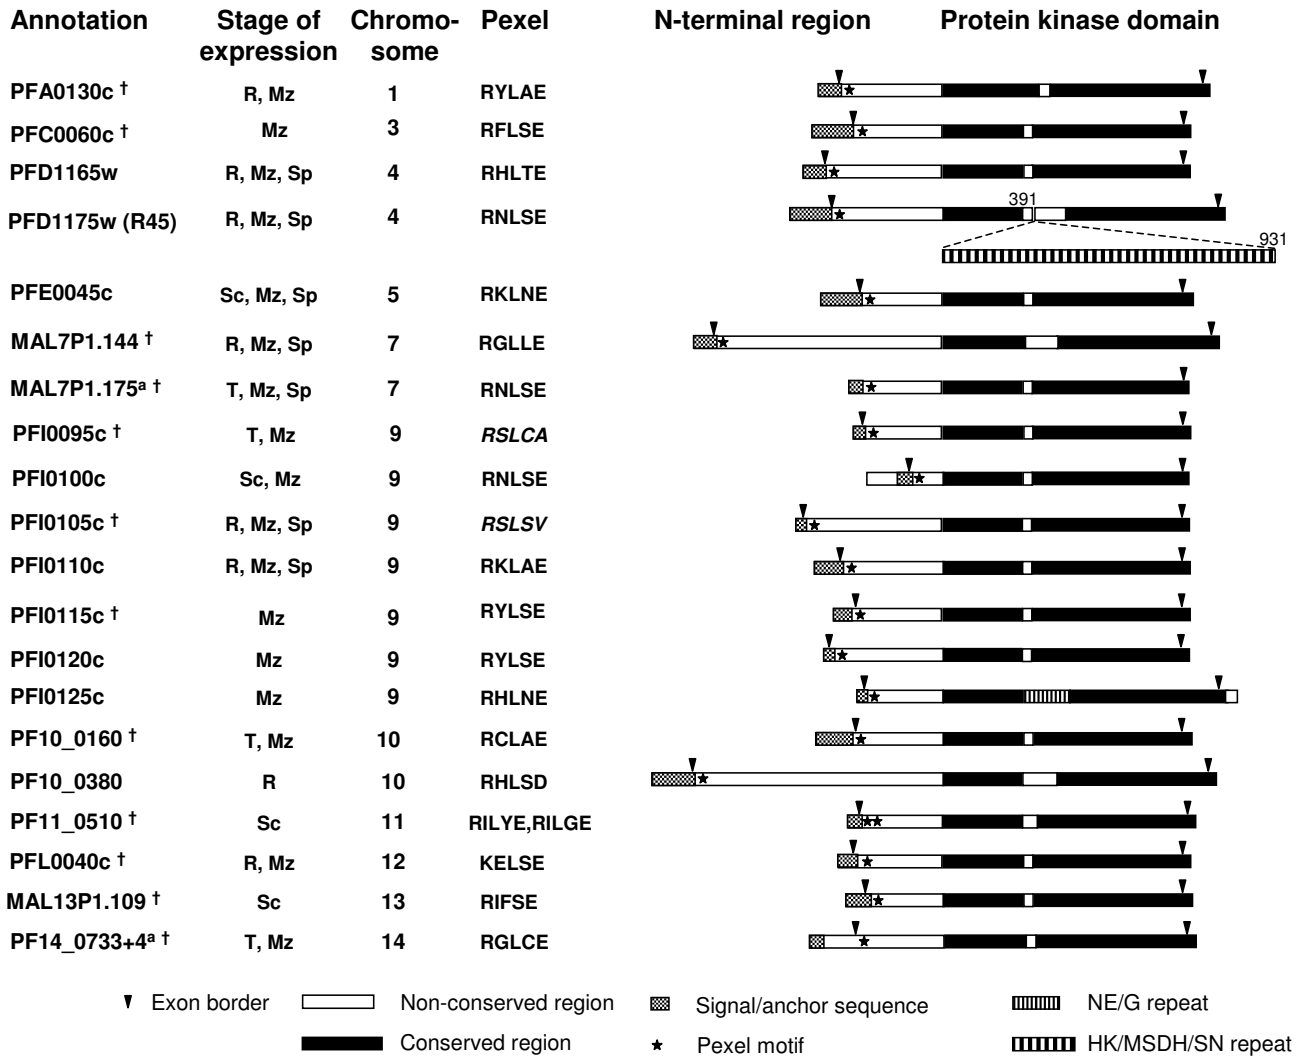 Annotation Stage of expression Chromo-some Pexel N-terminal region Protein kinase domain
PFA0130c † R, Mz 1 RYLAE
PFC0060c † Mz 3 RFLSE
PFD1165w R, Mz, Sp 4 RHLTE
PFD1175w (R45) R, Mz, Sp 4 RNLSE 391
931
PFE0045c Sc, Mz, Sp 5 RKLNE
MAL7P1.144 † R, Mz, Sp 7 RGLLE
MAL7P1.175ª † T, Mz, Sp 7 RNLSE
PFI0095c † T, Mz 9 RSLCA
PFI0100c Sc, Mz 9 RNLSE
PFI0105c † R, Mz, Sp 9 RSLSV
PFI0110c R, Mz, Sp 9 RKLAE
PFI0115c † Mz 9 RYLSE
PFI0120c Mz 9 RYLSE
PFI0125c Mz 9 RHLNE
PF10_0160 † T, Mz 10 RCLAE
PF10_0380 R 10 RHLSD
PF11_0510 † Sc 11 RILYE,RILGE
PFL0040c † R, Mz 12 KELSE
MAL13P1.109 † Sc 13 RIFSE
PF14_0733+4ª † T, Mz 14 RGLCE
Exon border Non-conserved region Signal/anchor sequence NE/G repeat
Conserved region Pexel motif HK/MSDH/SN repeat